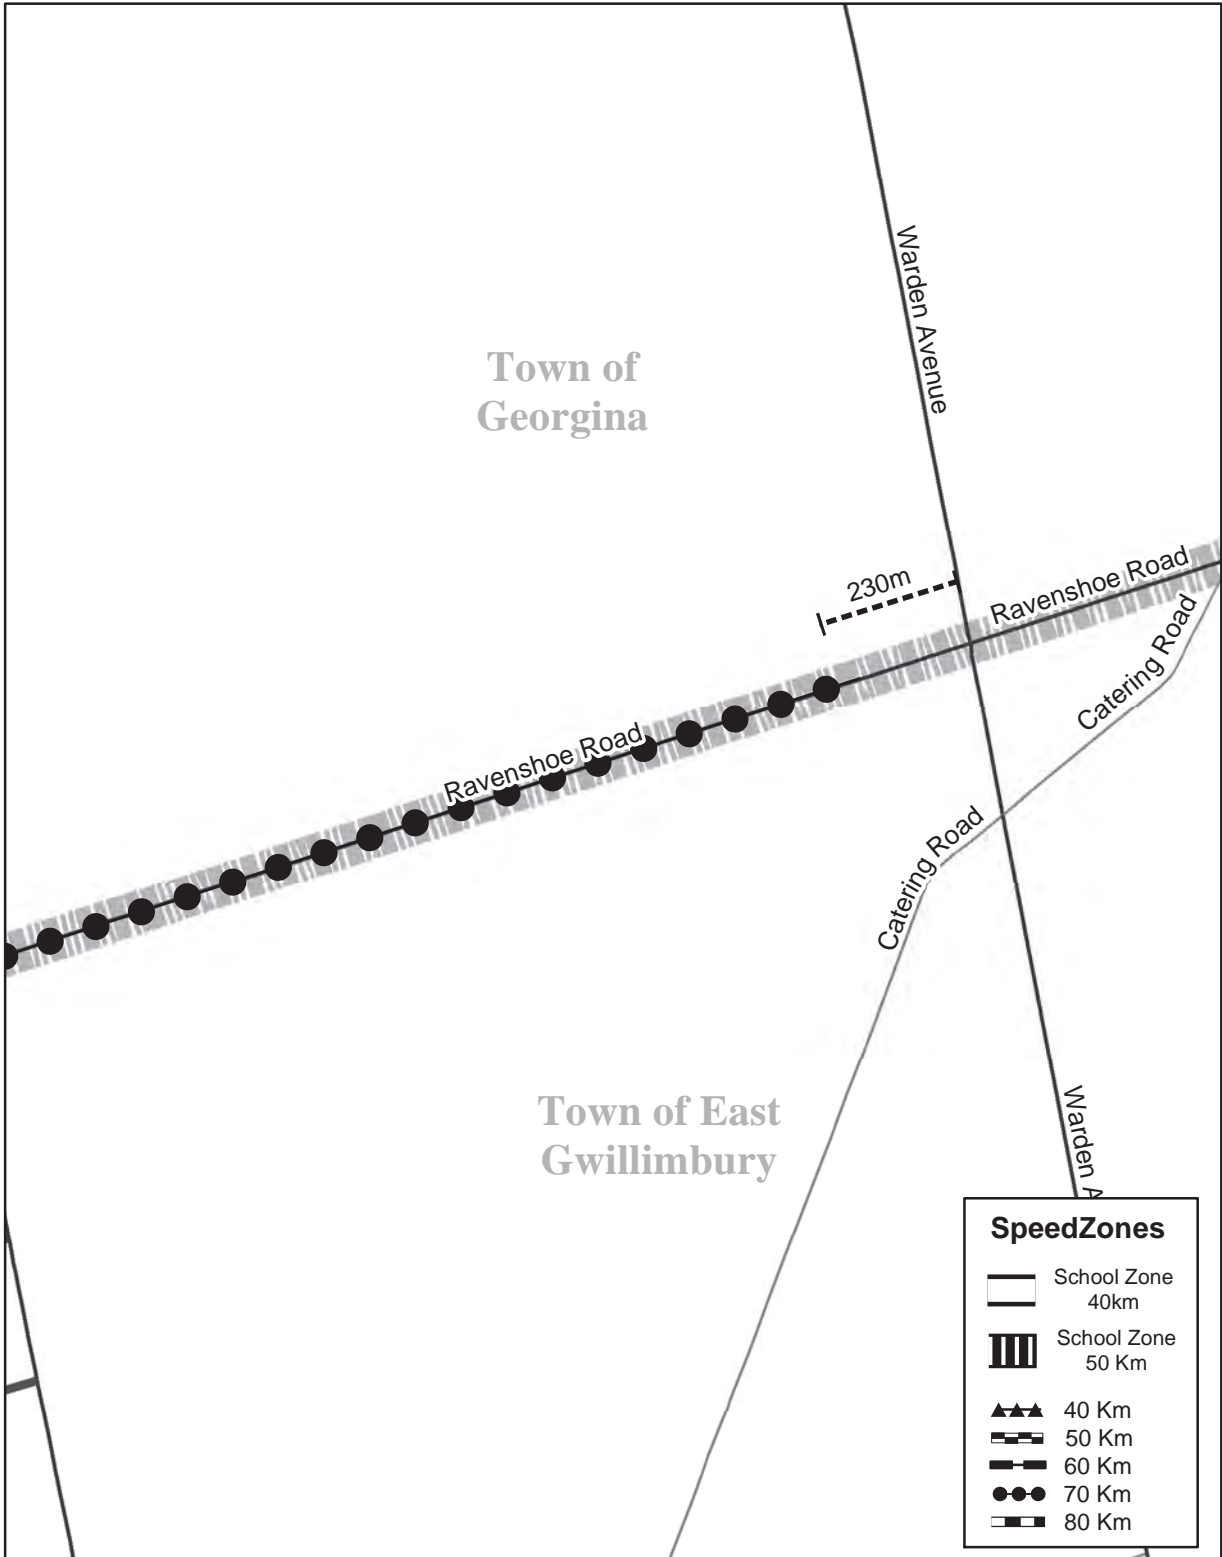 Warden Avenue
Town of
Georgina
230m
Ravenshoe Road
Catering Road
Ravenshoe Road
Catering Road
Town of East
Gwillimbury
Warden A
SpeedZones
School Zone
40km
School Zone
50 Km
40 Km
50 Km
60 Km
70 Km
80 Km